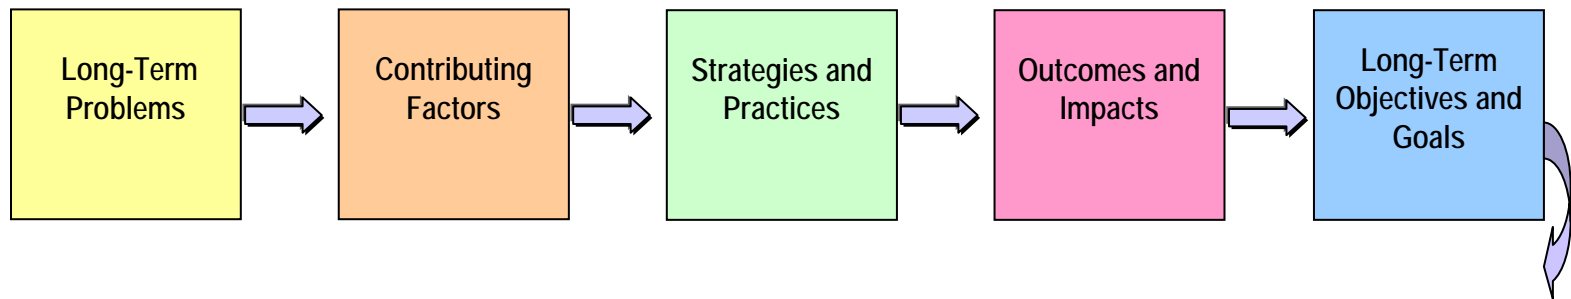 Long-Term
Problems
Contributing
Factors
Strategies and
Practices
Outcomes and
Impacts
Long-Term
Objectives and
Goals